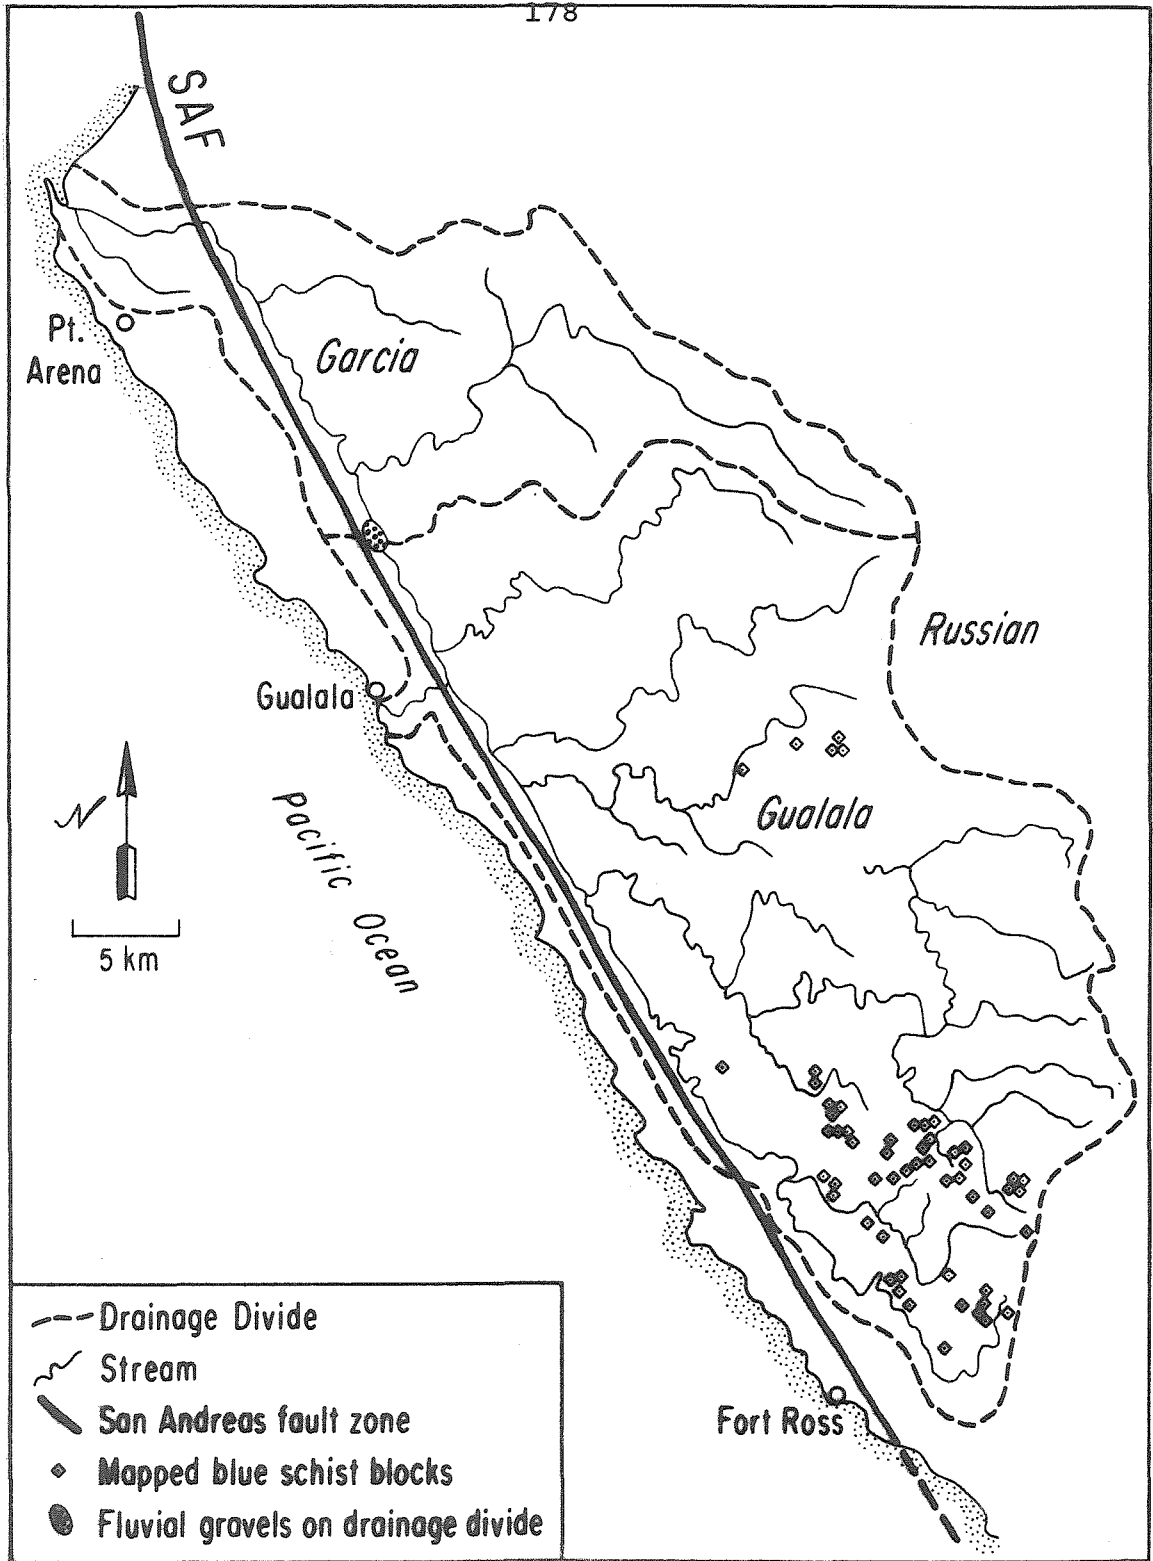 178
SAF
Pt.
Arena
Garcia
Russian
Gualala
Gualala
N
Pacific Ocean
5 km
Fort Ross
Drainage Divide
Stream
San Andreas fault zone
Mapped blue schist blocks
Fluvial gravels on drainage divide